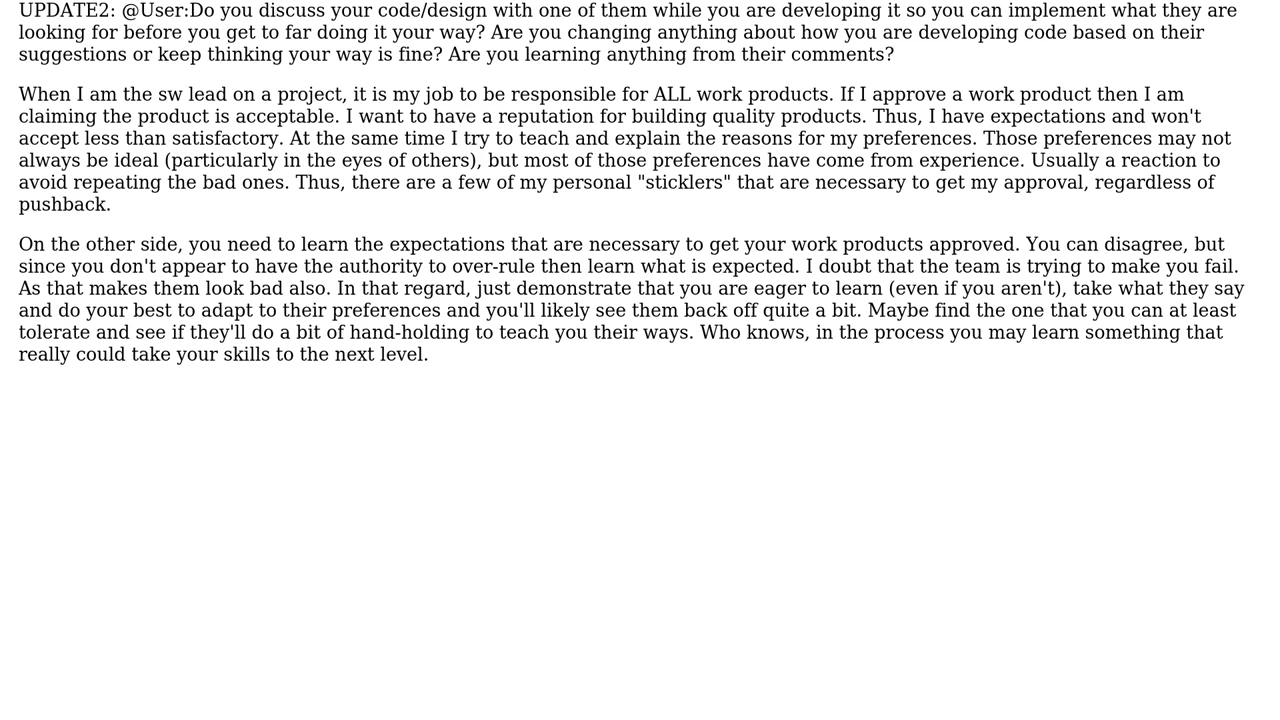 UPDATE2: @User:Do you discuss your code/design with one of them while you are developing it so you can implement what they are
looking for before you get to far doing it your way? Are you changing anything about how you are developing code based on their
suggestions or keep thinking your way is fine? Are you learning anything from their comments?
When I am the sw lead on a project, it is my job to be responsible for ALL work products. If I approve a work product then I am
claiming the product is acceptable. I want to have a reputation for building quality products. Thus, I have expectations and won't
accept less than satisfactory. At the same time I try to teach and explain the reasons for my preferences. Those preferences may not
always be ideal (particularly in the eyes of others), but most of those preferences have come from experience. Usually a reaction to
avoid repeating the bad ones. Thus, there are a few of my personal "sticklers" that are necessary to get my approval, regardless of
pushback.
On the other side, you need to learn the expectations that are necessary to get your work products approved. You can disagree, but
since you don't appear to have the authority to over-rule then learn what is expected. I doubt that the team is trying to make you fail.
As that makes them look bad also. In that regard, just demonstrate that you are eager to learn (even if you aren't), take what they say
and do your best to adapt to their preferences and you'll likely see them back off quite a bit. Maybe find the one that you can at least
tolerate and see if they'll do a bit of hand-holding to teach you their ways. Who knows, in the process you may learn something that
really could take your skills to the next level.